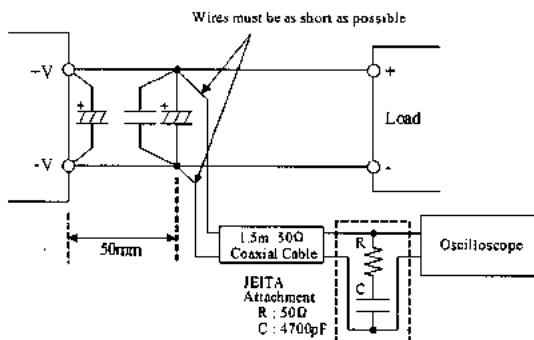 Wires must be as short as possible
+V
+
+
+
Load
-V
-
50mm
1.5m 50Ω
Coaxial Cable
R
C
Oscilloscope
JEITA
Attachment
R : 50Ω
C : 4700pF